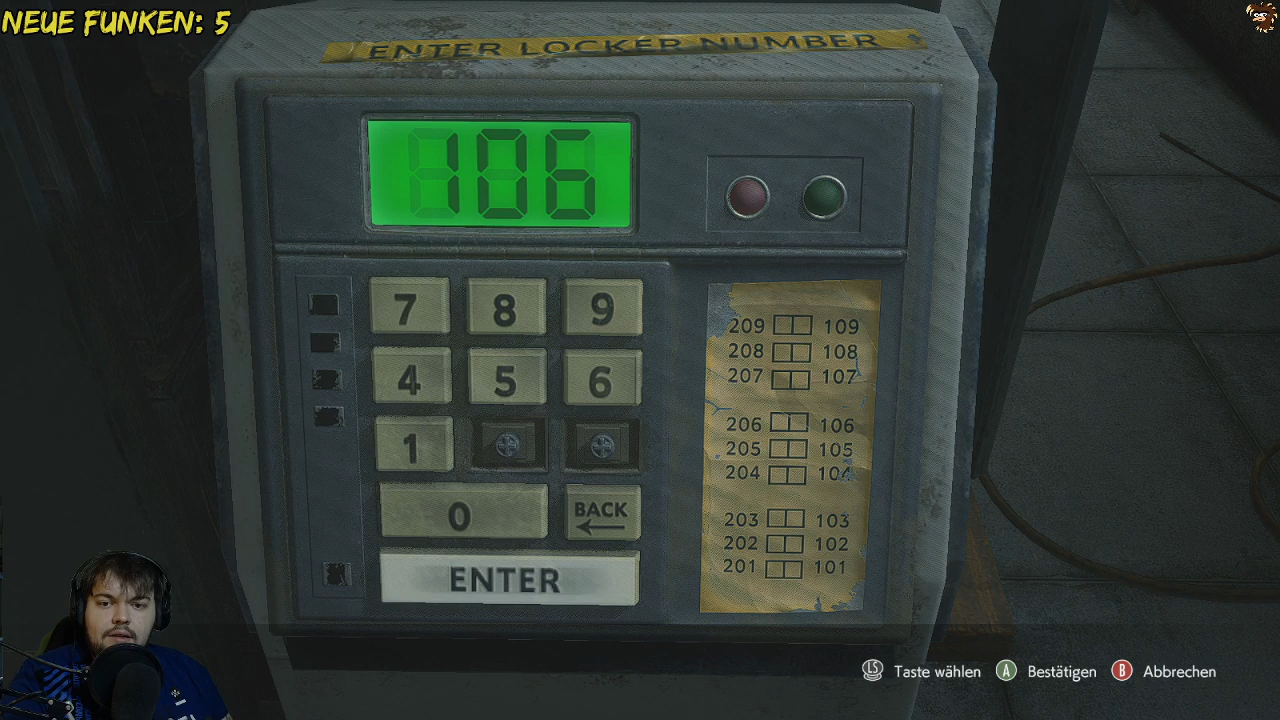 NEUE FUNKEN: 5
ENTER LOCKER NUMBER
106
7 8 9
4 5 6
1
0 BACK
ENTER
209 109
208 108
207 107
206 106
205 105
204 104
203 103
202 102
201 101
LS Taste wählen A Bestätigen B Abbrechen